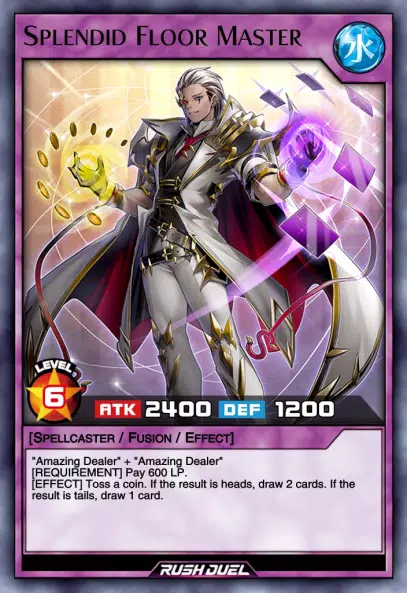 Splendid Floor Master
水
LEVEL
6
ATK 2400 DEF 1200
[Spellcaster / Fusion / Effect]
"Amazing Dealer" + "Amazing Dealer"
[REQUIREMENT] Pay 600 LP.
[EFFECT] Toss a coin. If the result is heads, draw 2 cards. If the
result is tails, draw 1 card.
RUSH DUEL